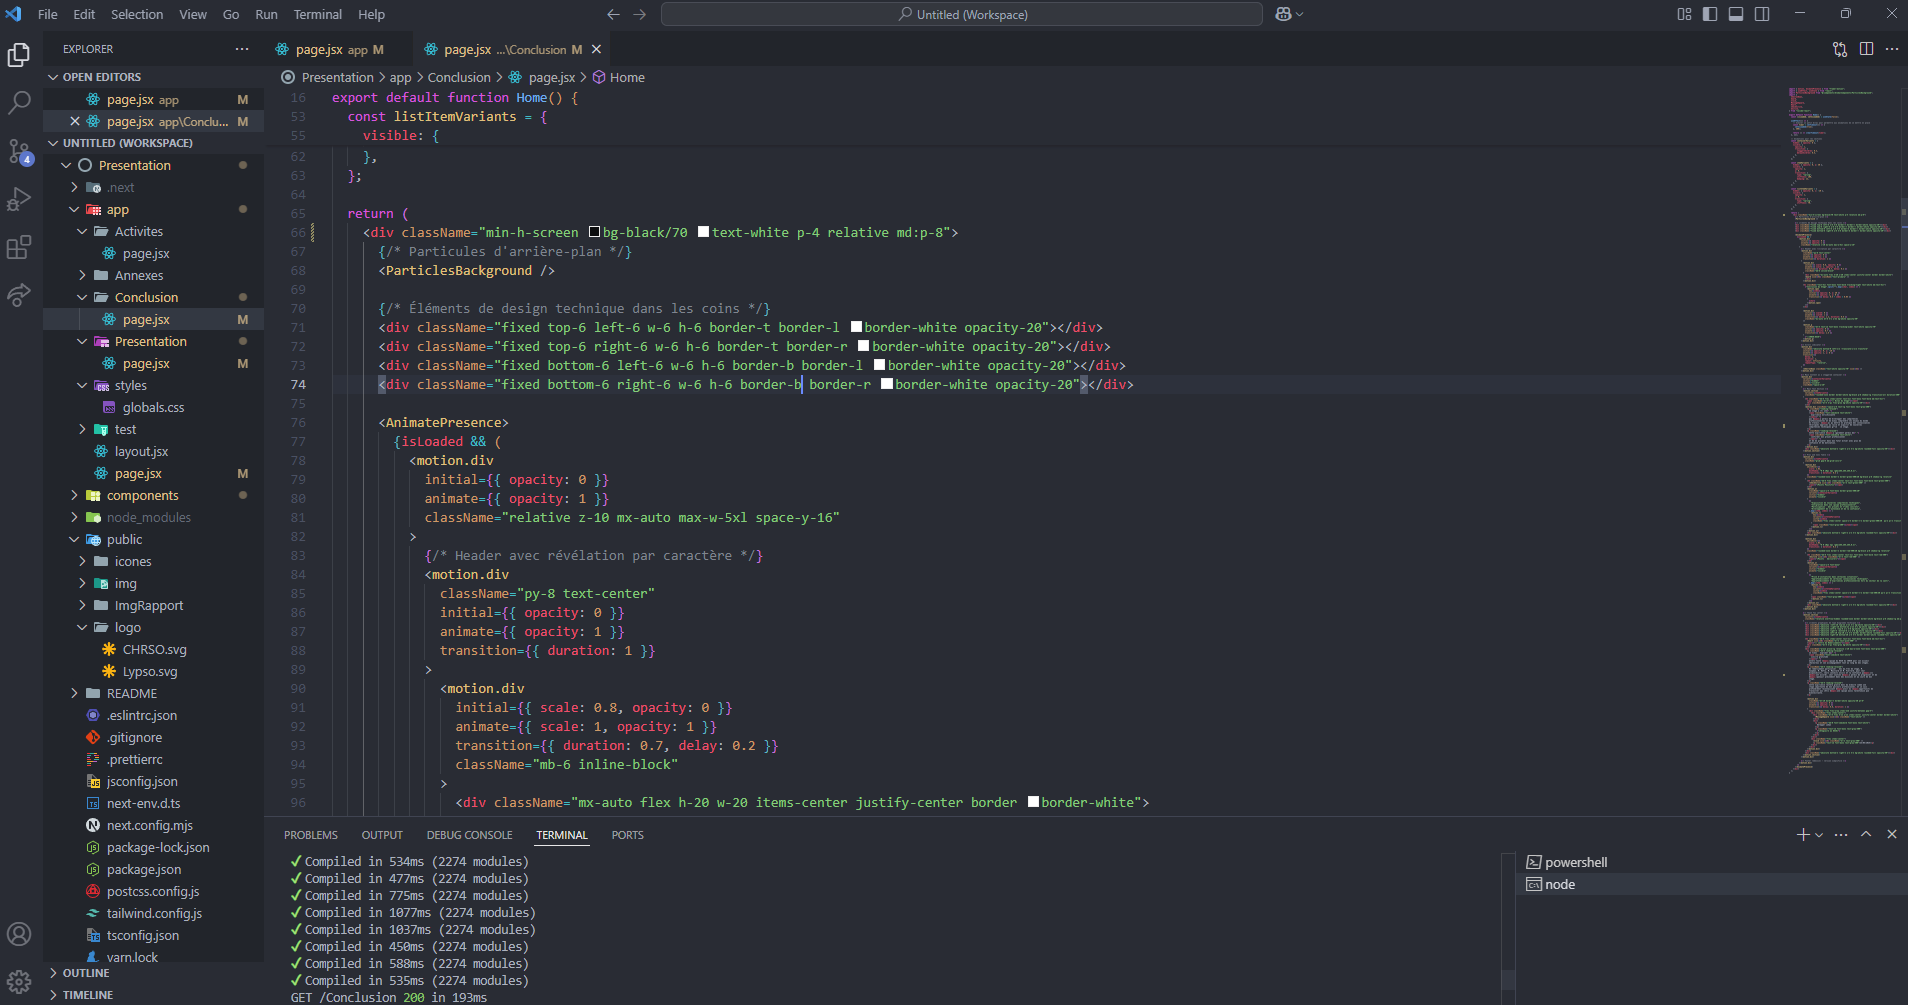 File Edit Selection View Go Run Terminal Help
Untitled (Workspace)
EXPLORER
OPEN EDITORS
page.jsx app M
page.jsx app\Conclu... M
UNTITLED (WORKSPACE)
Presentation
.next
app
Activites
page.jsx
Annexes
Conclusion
page.jsx M
Presentation
page.jsx M
styles
globals.css
test
layout.jsx
page.jsx M
components
node_modules
public
icones
img
ImgRapport
logo
CHRSO.svg
Lypso.svg
README
.eslintrc.json
.gitignore
.prettierrc
jsconfig.json
next-env.d.ts
next.config.mjs
package-lock.json
package.json
postcss.config.js
tailwind.config.js
tsconfig.json
yarn.lock
OUTLINE
TIMELINE
4
page.jsx app M
page.jsx ...\Conclusion M
Presentation > app > Conclusion > page.jsx > Home
16 export default function Home() {
53 const listItemVariants = {
55 visible: {
62 },
63 };
64
65 return (
66 <div className="min-h-screen bg-black/70 text-white p-4 relative md:p-8">
67 {/* Particules d'arrière-plan */}
68 <ParticlesBackground />
69
70 {/* Éléments de design technique dans les coins */}
71 <div className="fixed top-6 left-6 w-6 h-6 border-t border-l border-white opacity-20"></div>
72 <div className="fixed top-6 right-6 w-6 h-6 border-t border-r border-white opacity-20"></div>
73 <div className="fixed bottom-6 left-6 w-6 h-6 border-b border-l border-white opacity-20"></div>
74 <div className="fixed bottom-6 right-6 w-6 h-6 border-b border-r border-white opacity-20"></div>
75
76 <AnimatePresence>
77 {isLoaded && (
78 <motion.div
79 initial={{ opacity: 0 }}
80 animate={{ opacity: 1 }}
81 className="relative z-10 mx-auto max-w-5xl space-y-16"
82 >
83 {/* Header avec révélation par caractère */}
84 <motion.div
85 className="py-8 text-center"
86 initial={{ opacity: 0 }}
87 animate={{ opacity: 1 }}
88 transition={{ duration: 1 }}
89 >
90 <motion.div
91 initial={{ scale: 0.8, opacity: 0 }}
92 animate={{ scale: 1, opacity: 1 }}
93 transition={{ duration: 0.7, delay: 0.2 }}
94 className="mb-6 inline-block"
95 >
96 <div className="mx-auto flex h-20 w-20 items-center justify-center border border-white">
PROBLEMS OUTPUT DEBUG CONSOLE TERMINAL PORTS
✓ Compiled in 534ms (2274 modules)
✓ Compiled in 477ms (2274 modules)
✓ Compiled in 775ms (2274 modules)
✓ Compiled in 1077ms (2274 modules)
✓ Compiled in 1037ms (2274 modules)
✓ Compiled in 450ms (2274 modules)
✓ Compiled in 588ms (2274 modules)
✓ Compiled in 535ms (2274 modules)
GET /Conclusion 200 in 193ms
powershell
node